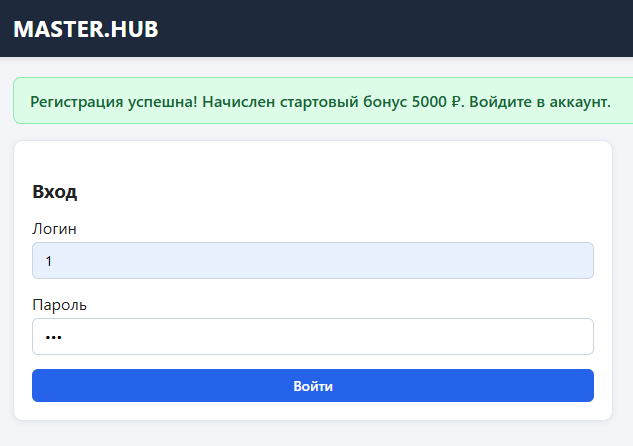 MASTER.HUB
Регистрация успешна! Начислен стартовый бонус 5000 ₽. Войдите в аккаунт.
Вход
Логин
1
Пароль
•••
Войти